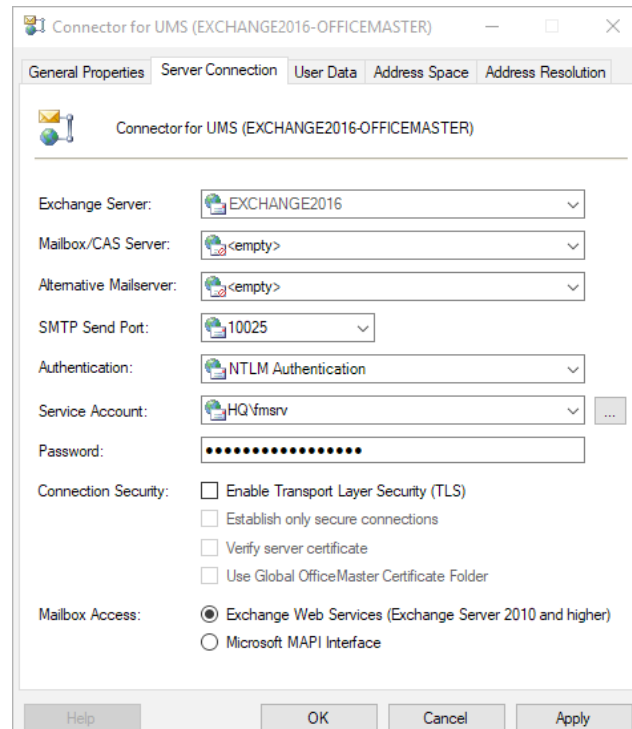 Connector for UMS (EXCHANGE2016-OFFICEMASTER)
General Properties Server Connection User Data Address Space Address Resolution
Connector for UMS (EXCHANGE2016-OFFICEMASTER)
Exchange Server: EXCHANGE2016
Mailbox/CAS Server: <empty>
Alternative Mailserver: <empty>
SMTP Send Port: 10025
Authentication: NTLM Authentication
Service Account: HQ\fmsrv ...
Password: •••••••••••••••••
Connection Security: Enable Transport Layer Security (TLS)
Establish only secure connections
Verify server certificate
Use Global OfficeMaster Certificate Folder
Mailbox Access: Exchange Web Services (Exchange Server 2010 and higher)
Microsoft MAPI Interface
Help OK Cancel Apply